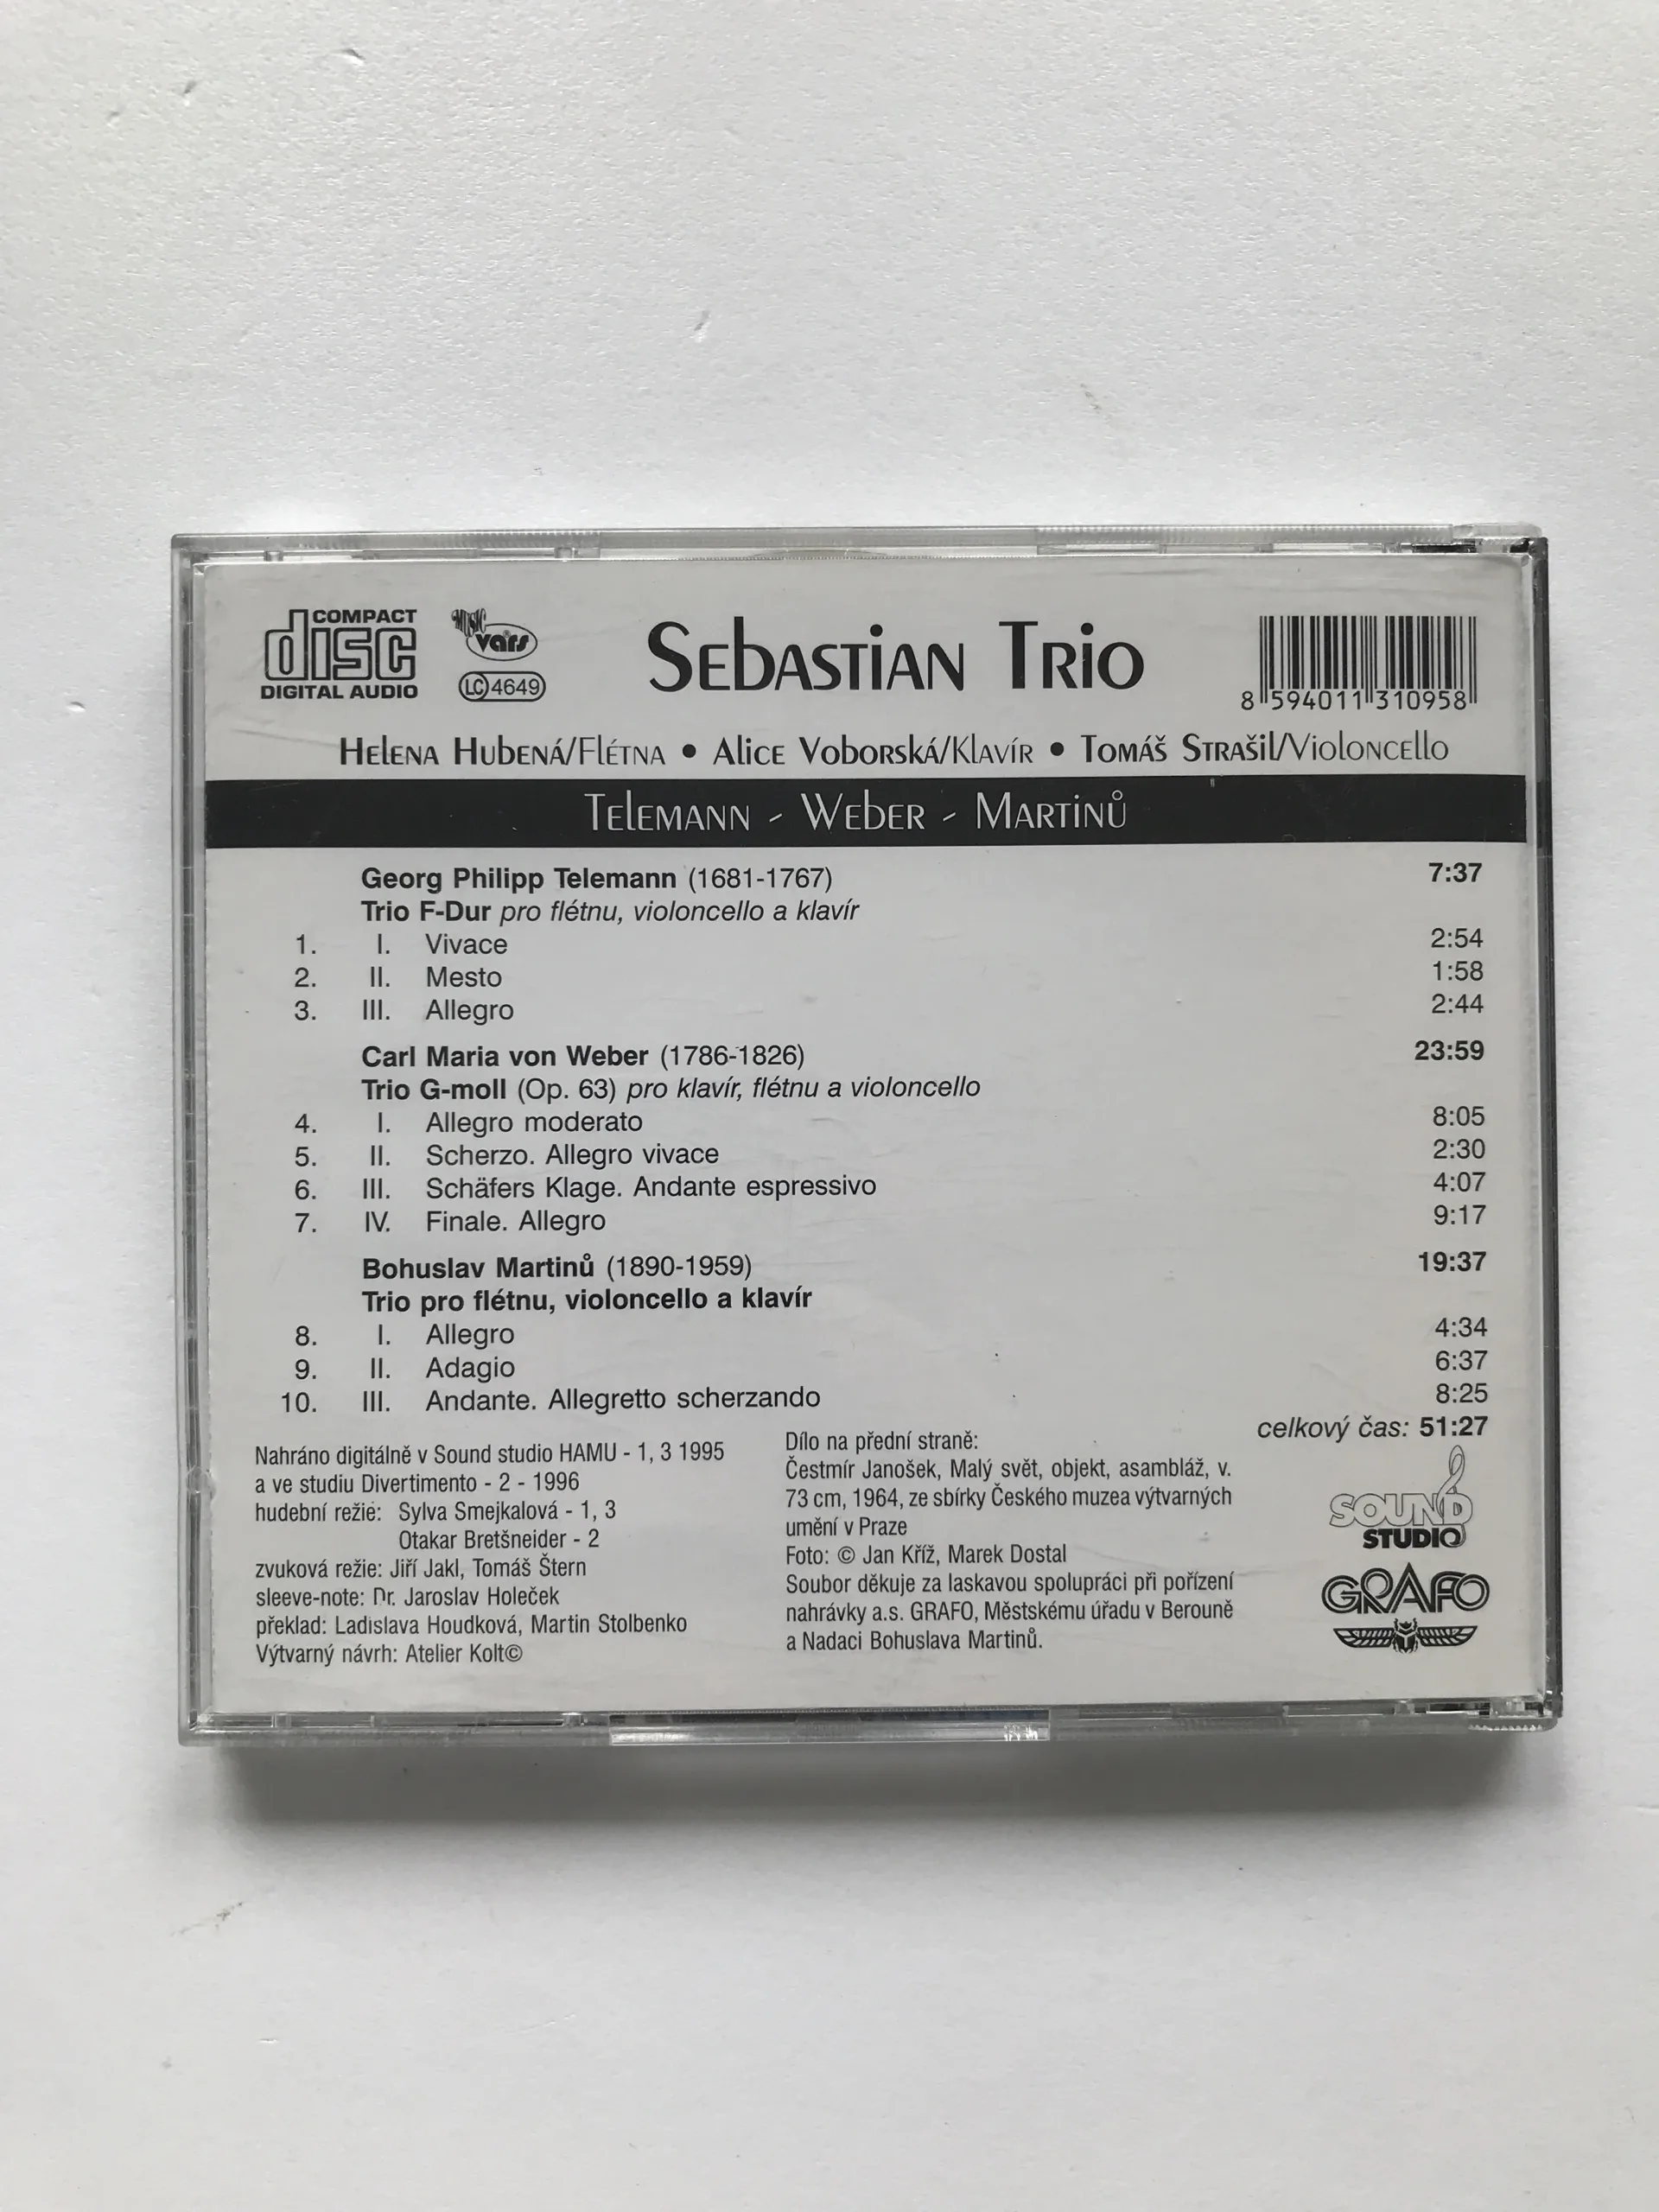 COMPACT
disc
DIGITAL AUDIO
MUSIC
vars
LC 4649
Sebastian Trio
8 594011 310958
Helena Hubená/Flétna • Alice Voborská/Klavír • Tomáš Strašil/Violoncello
Telemann - Weber - Martinů
Georg Philipp Telemann (1681-1767) 7:37
Trio F-Dur pro flétnu, violoncello a klavír
1. I. Vivace 2:54
2. II. Mesto 1:58
3. III. Allegro 2:44
Carl Maria von Weber (1786-1826) 23:59
Trio G-moll (Op. 63) pro klavír, flétnu a violoncello
4. I. Allegro moderato 8:05
5. II. Scherzo. Allegro vivace 2:30
6. III. Schäfers Klage. Andante espressivo 4:07
7. IV. Finale. Allegro 9:17
Bohuslav Martinů (1890-1959) 19:37
Trio pro flétnu, violoncello a klavír
8. I. Allegro 4:34
9. II. Adagio 6:37
10. III. Andante. Allegretto scherzando 8:25
celkový čas: 51:27
Nahráno digitálně v Sound studio HAMU - 1, 3 1995
a ve studiu Divertimento - 2 - 1996
hudební režie: Sylva Smejkalová - 1, 3
Otakar Bretšneider - 2
zvuková režie: Jiří Jakl, Tomáš Štern
sleeve-note: Dr. Jaroslav Holeček
překlad: Ladislava Houdková, Martin Stolbenko
Výtvarný návrh: Atelier Kolt©
Dílo na přední straně:
Čestmír Janošek, Malý svět, objekt, asambláž, v.
73 cm, 1964, ze sbírky Českého muzea výtvarných
umění v Praze
Foto: © Jan Kříž, Marek Dostal
Soubor děkuje za laskavou spolupráci při pořízení
nahrávky a.s. GRAFO, Městskému úřadu v Berouně
a Nadaci Bohuslava Martinů.
SOUND
STUDIO
GRAFO